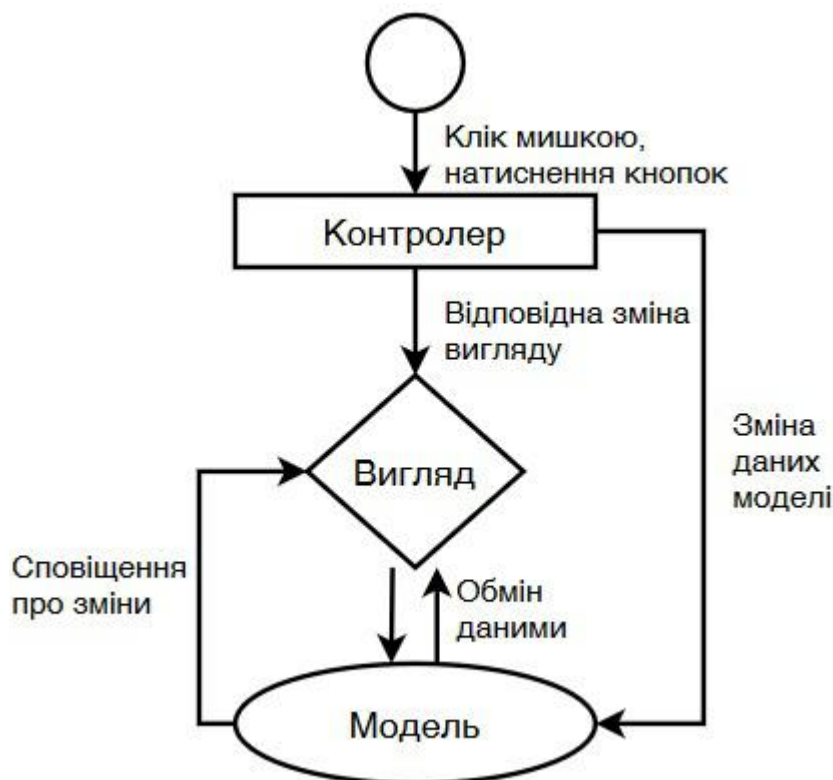 Клік мишкою,
натиснення кнопок
Контролер
Відповідна зміна
вигляду
Вигляд
Зміна
даних
моделі
Сповіщення
про зміни
Обмін
даними
Модель